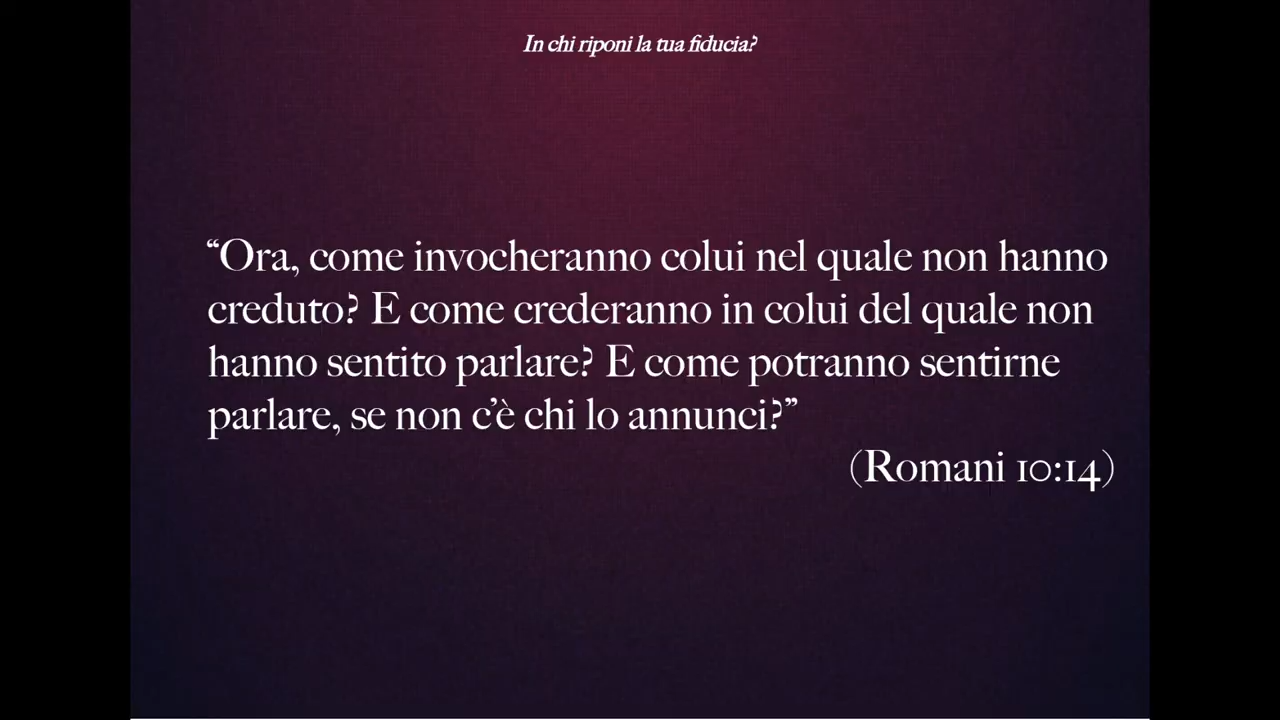 In chi riponi la tua fiducia?
“Ora, come invocheranno colui nel quale non hanno
creduto? E come crederanno in colui del quale non
hanno sentito parlare? E come potranno sentirne
parlare, se non c’è chi lo annunci?”
(Romani 10:14)